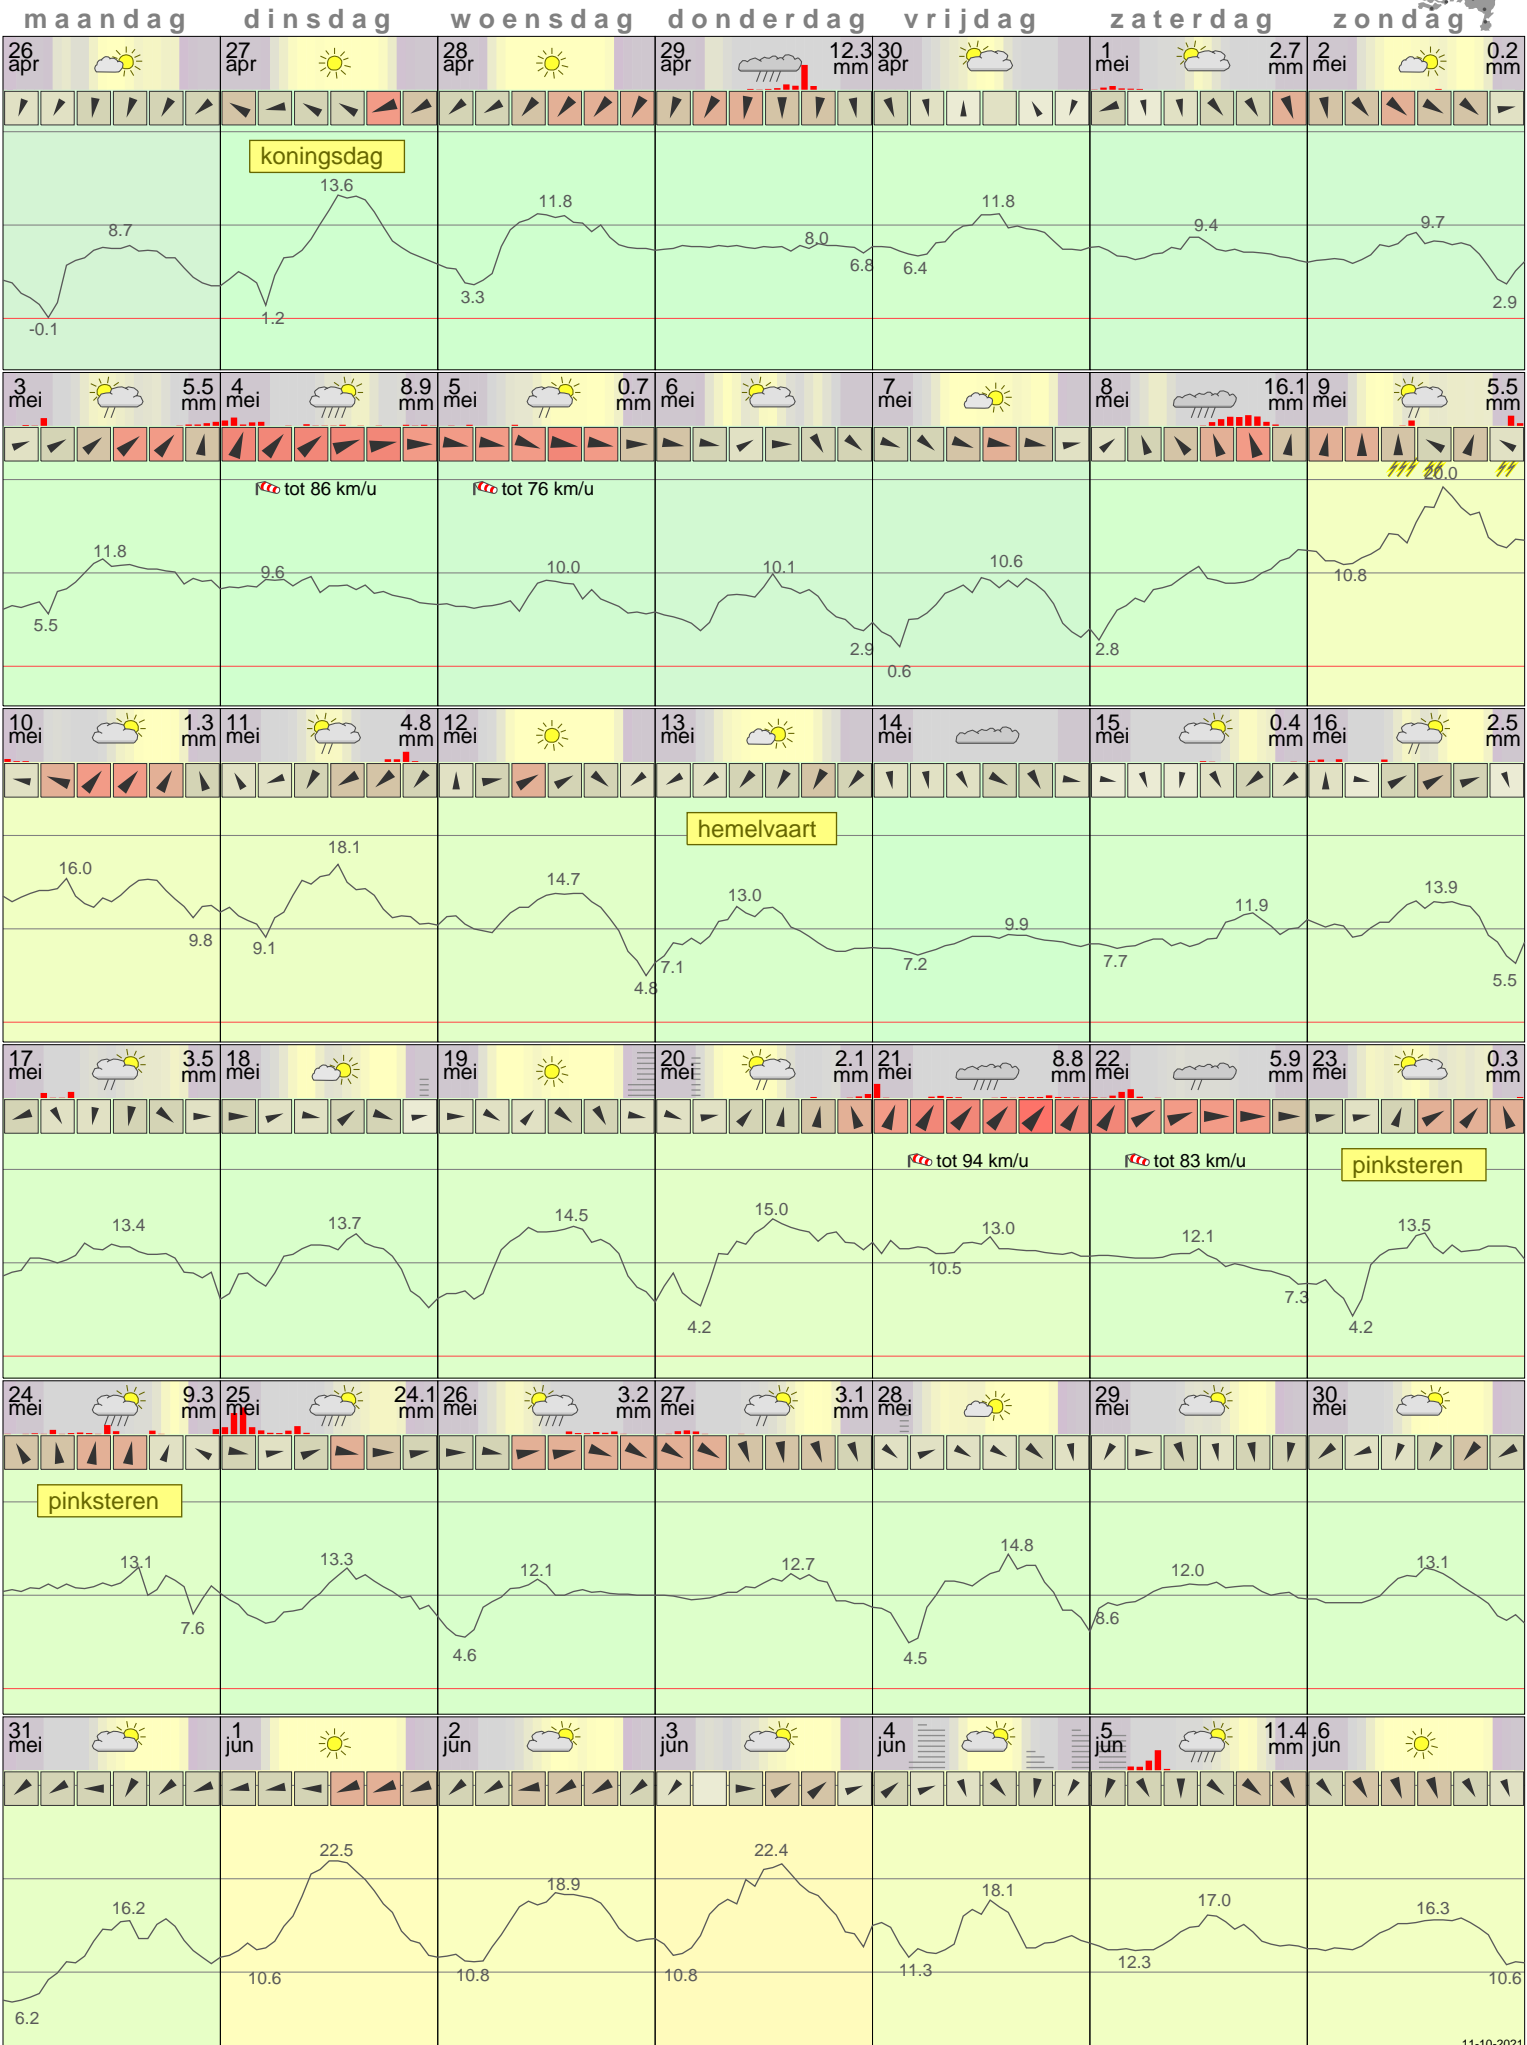 maandag dinsdag woensdag donderdag vrijdag zaterdag zondag
26 27 28 29 12.3 30 1 2.7 2 0.2
apr apr apr apr mm apr mei mm mei mm
koningsdag
13.6
8.7 11.8 8.0 11.8 9.4 9.7
-0.1 1.2 3.3 6.8 6.4 2.9
3 5.5 4 8.9 5 0.7 6 7 8 16.1 9 5.5
mei mm mei mm mei mm mei mei mei mm mei mm
tot 86 km/u tot 76 km/u
20.0
11.8 9.6 10.0 10.1 10.6 10.8
5.5 2.9 0.6 2.8
10 1.3 11 4.8 12 13 14 15 0.4 16 2.5
mei mm mei mm mei mei mei mei mm mei mm
hemelvaart
16.0 18.1 14.7 13.0 9.9 11.9 13.9
9.8 9.1 4.8 7.1 7.2 7.7 5.5
17 3.5 18 19 20 2.1 21 8.8 22 5.9 23 0.3
mei mm mei mei mei mm mei mm mei mm mei mm
tot 94 km/u tot 83 km/u pinksteren
13.4 13.7 14.5 15.0 13.0 12.1 13.5
4.2 10.5 7.3 4.2
24 9.3 25 24.1 26 3.2 27 3.1 28 29 30
mei mm mei mm mei mm mei mm mei mei mei
pinksteren
13.1 13.3 12.1 12.7 14.8 12.0 13.1
7.6 4.6 4.5 8.6
31 1 2 3 4 5 11.4 6
mei jun jun jun jun jun mm jun
16.2 22.5 18.9 22.4 18.1 17.0 16.3
6.2 10.6 10.8 10.8 11.3 12.3 10.6
11-10-2021